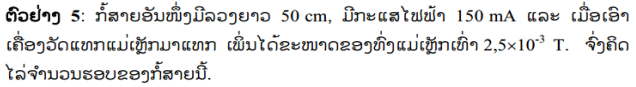 ຕົວຢ່າງ 5: ກໍ້ສາຍອັນໜຶ່ງມີລວງຍາວ 50 cm, ມີກະແສໄຟຟ້າ 150 mA ແລະ ເມື່ອເອົາ
ເຄື່ອງວັດແທກແມ່ເຫຼັກມາແທກ ເພິ່ນໄດ້ຂະໜາດຂອງທົ່ງແມ່ເຫຼັກເທົ່າ 2,5×10⁻³ T. ຈົ່ງຄິດ
ໄລ່ຈຳນວນຮອບຂອງກໍ້ສາຍນີ້.